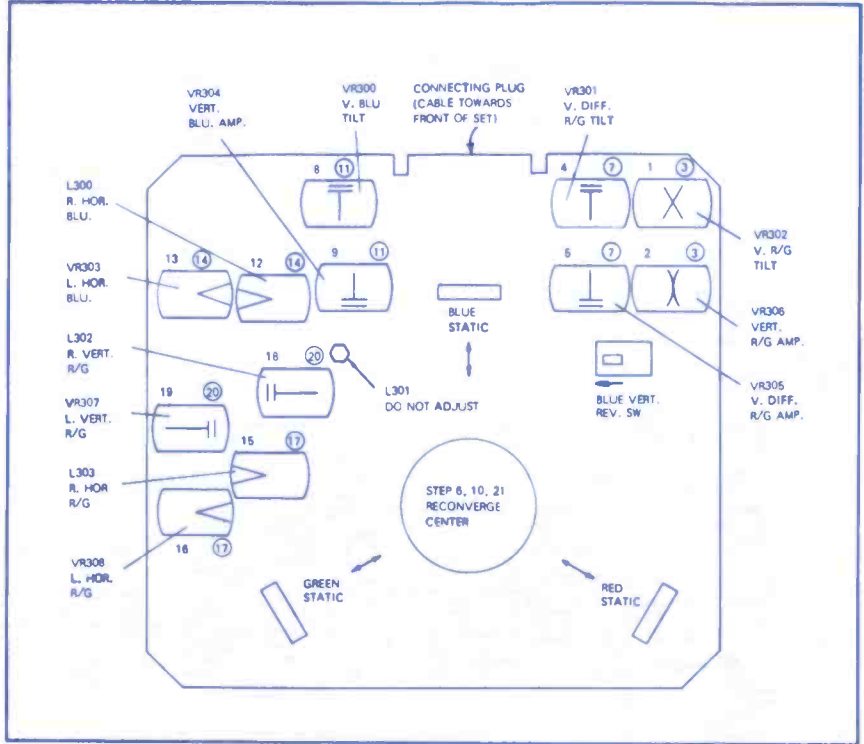 VR304
VERT.
BLU. AMP.
VR300
V. BLU
TILT
CONNECTING PLUG
(CABLE TOWARDS
FRONT OF SET)
VR301
V. DIFF.
R/G TILT
L300
R. HOR.
BLU.
8 11
4 7
1 3
VR302
V. R/G
TILT
VR303
L. HOR.
BLU.
13 14
12 14
9 11
5 7
2 3
BLUE
STATIC
VR306
VERT.
R/G AMP.
L302
R. VERT.
R/G
18 20
L301
DO NOT ADJUST
BLUE VERT.
REV. SW
VR305
V. DIFF.
R/G AMP.
VR307
L. VERT.
R/G
19 20
15 17
L303
R. HOR
R/G
STEP 6, 10, 21
RECONVERGE
CENTER
16 17
VR308
L. HOR.
R/G
GREEN
STATIC
RED
STATIC